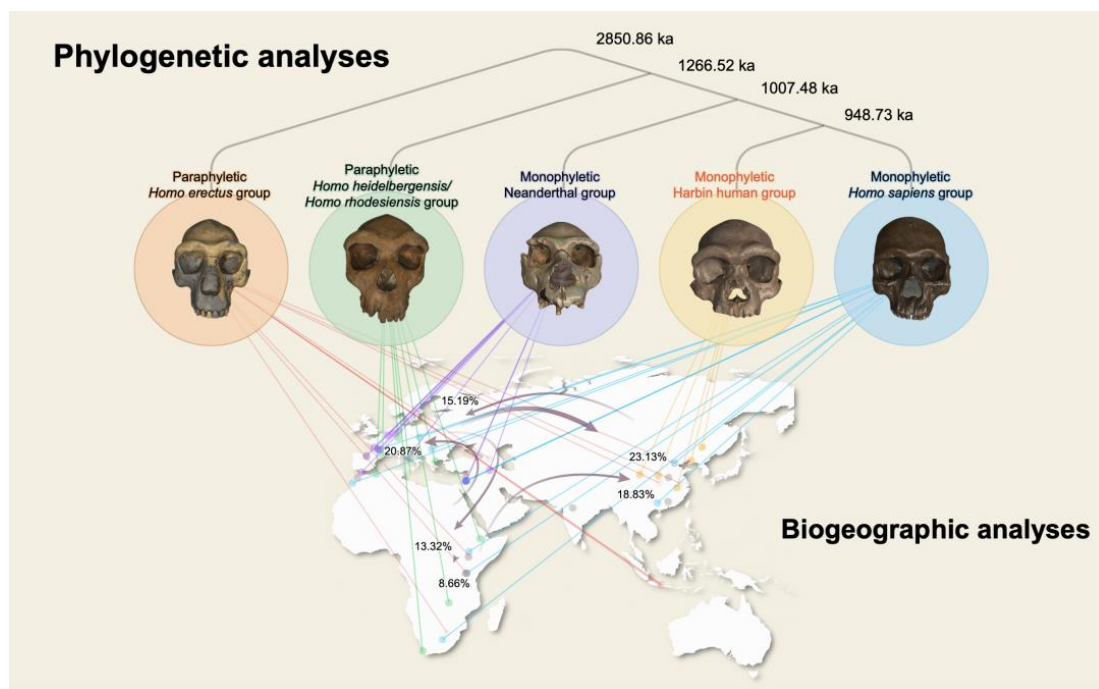 Phylogenetic analyses
2850.86 ka
1266.52 ka
1007.48 ka
948.73 ka
Paraphyletic
Homo erectus group
Paraphyletic
Homo heidelbergensis/
Homo rhodesiensis group
Monophyletic
Neanderthal group
Monophyletic
Harbin human group
Monophyletic
Homo sapiens group
15.19%
20.87%
23.13%
18.83%
13.32%
8.66%
Biogeographic analyses